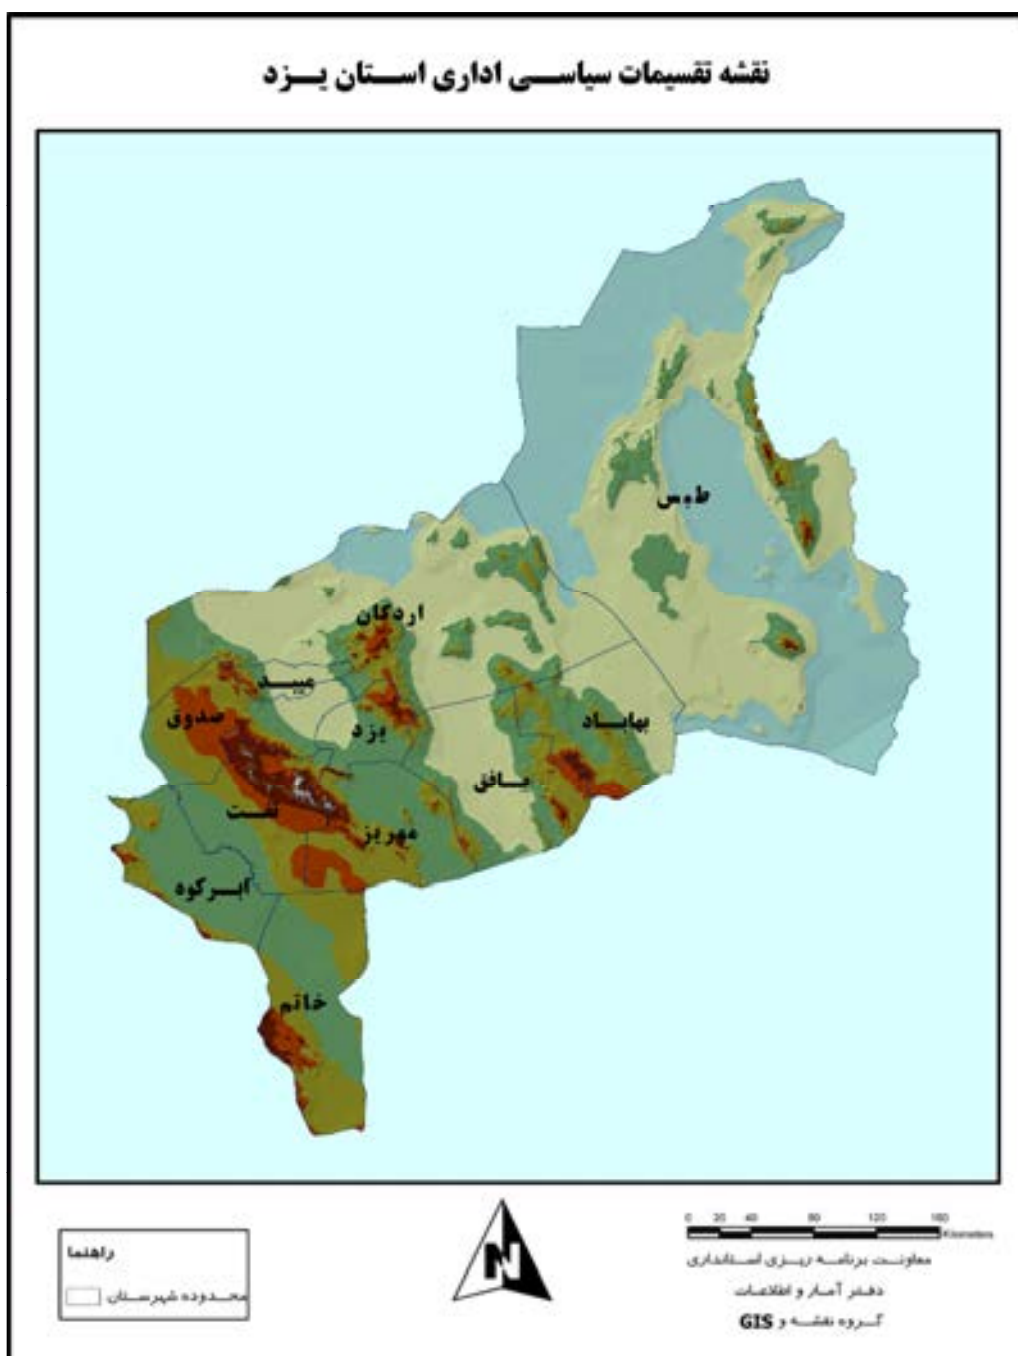 نقشه تقسیمات سیاسی اداری استان یزد
طبس
اردکان
میبد
صدوق
یزد
بهاباد
بافق
تفت
مهریز
ابرکوه
خاتم
راهنما
محدوده شهرستان
N
0 20 40 80 120 160
Kilometers
معاونت برنامه ریزی استانداری
دفتر آمار و اطلاعات
گروه نقشه و GIS